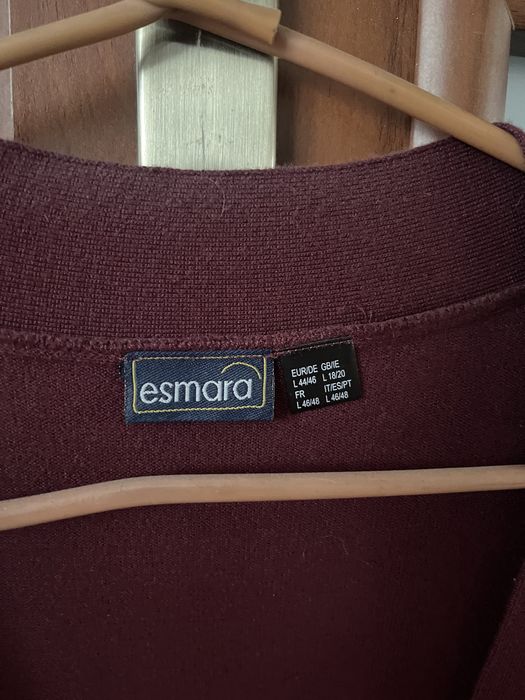 esmara
EUR/DE GB/IE
L 44/46 L 18/20
FR IT/ES/PT
L 46/48 L 46/48